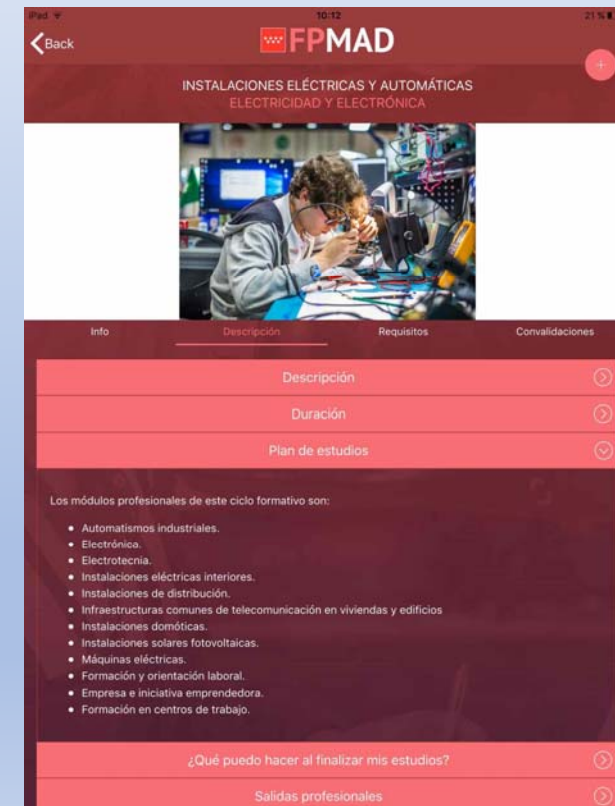 iPad
10:12
21 %
Back
FPMAD
+
INSTALACIONES ELÉCTRICAS Y AUTOMÁTICAS
ELECTRICIDAD Y ELECTRÓNICA
Info Descripción Requisitos Convalidaciones
Descripción
Duración
Plan de estudios
Los módulos profesionales de este ciclo formativo son:
• Automatismos industriales.
• Electrónica.
• Electrotecnia.
• Instalaciones eléctricas interiores.
• Instalaciones de distribución.
• Infraestructuras comunes de telecomunicación en viviendas y edificios
• Instalaciones domóticas.
• Instalaciones solares fotovoltaicas.
• Máquinas eléctricas.
• Formación y orientación laboral.
• Empresa e iniciativa emprendedora.
• Formación en centros de trabajo.
¿Qué puedo hacer al finalizar mis estudios?
Salidas profesionales